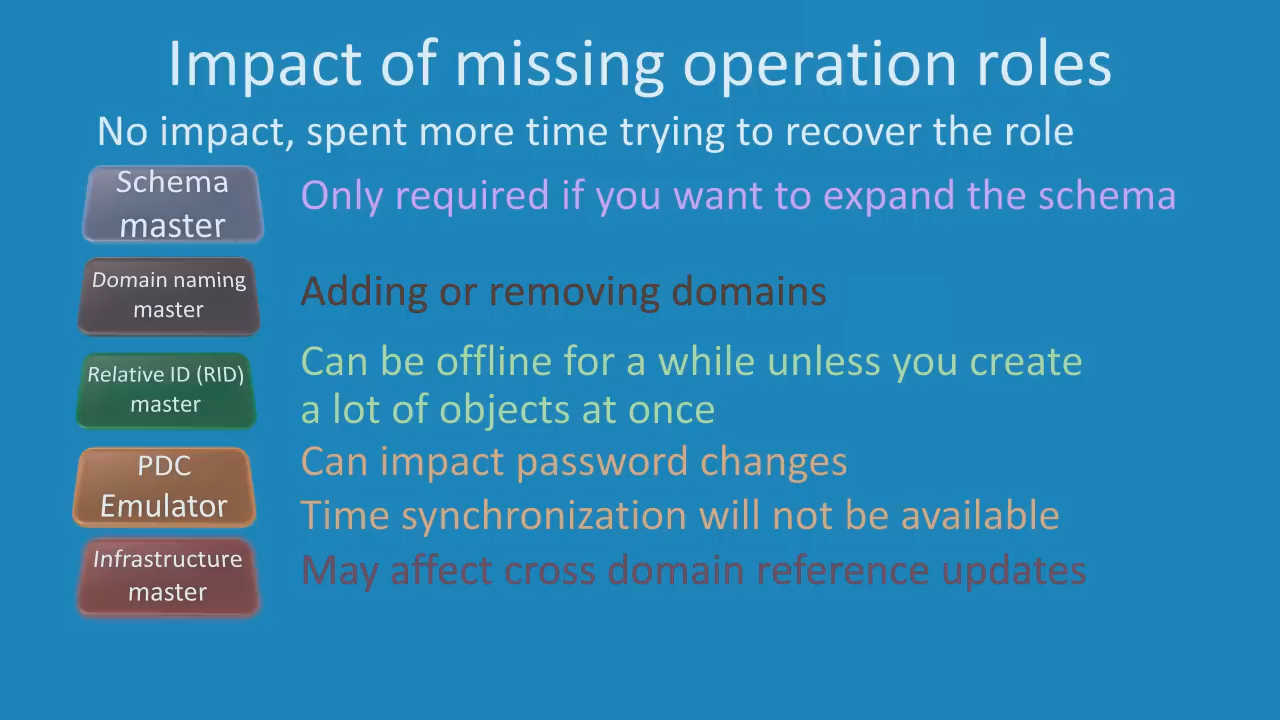 Impact of missing operation roles
No impact, spent more time trying to recover the role
Schema
master
Only required if you want to expand the schema
Domain naming
master
Adding or removing domains
Relative ID (RID)
master
Can be offline for a while unless you create
a lot of objects at once
PDC
Emulator
Can impact password changes
Time synchronization will not be available
Infrastructure
master
May affect cross domain reference updates